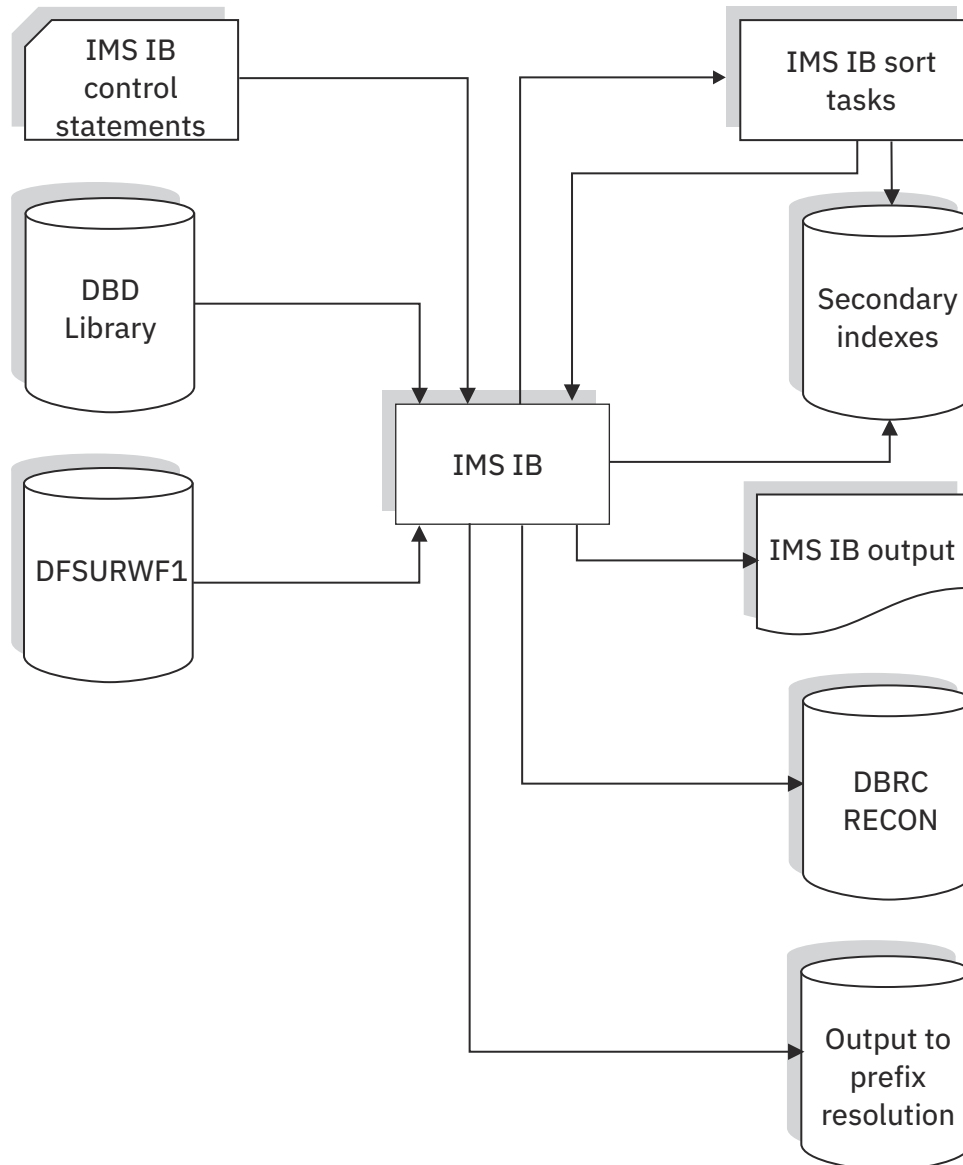 IMS IB
control
statements
IMS IB sort
tasks
DBD
Library
Secondary
indexes
IMS IB
DFSURWF1
IMS IB output
DBRC
RECON
Output to
prefix
resolution